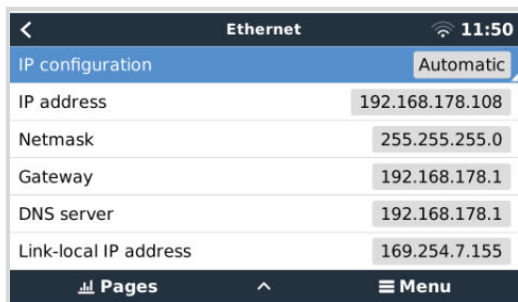 Ethernet 11:50
IP configuration Automatic
IP address 192.168.178.108
Netmask 255.255.255.0
Gateway 192.168.178.1
DNS server 192.168.178.1
Link-local IP address 169.254.7.155
Pages Menu